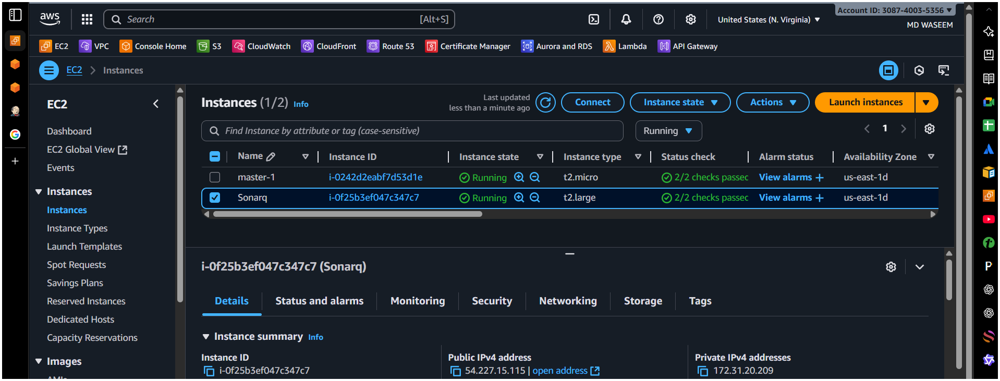 aws
Search
[Alt+S]
United States (N. Virginia)
Account ID: 3087-4003-5356
MD WASEEM
EC2
VPC
Console Home
S3
CloudWatch
CloudFront
Route 53
Certificate Manager
Aurora and RDS
Lambda
API Gateway
EC2
Instances
EC2
Dashboard
EC2 Global View
Events
Instances
Instances
Instance Types
Launch Templates
Spot Requests
Savings Plans
Reserved Instances
Dedicated Hosts
Capacity Reservations
Images
AMIs
Instances (1/2) Info
Last updated
less than a minute ago
Connect
Instance state
Actions
Launch instances
Find Instance by attribute or tag (case-sensitive)
Running
1
Name Instance ID Instance state Instance type Status check Alarm status Availability Zone
master-1 i-0242d2eabf7d53d1e Running t2.micro 2/2 checks passec View alarms + us-east-1d
Sonarq i-0f25b3ef047c347c7 Running t2.large 2/2 checks passec View alarms + us-east-1d
i-0f25b3ef047c347c7 (Sonarq)
Details
Status and alarms
Monitoring
Security
Networking
Storage
Tags
Instance summary Info
Instance ID
i-0f25b3ef047c347c7
Public IPv4 address
54.227.15.115 | open address
Private IPv4 addresses
172.31.20.209
P